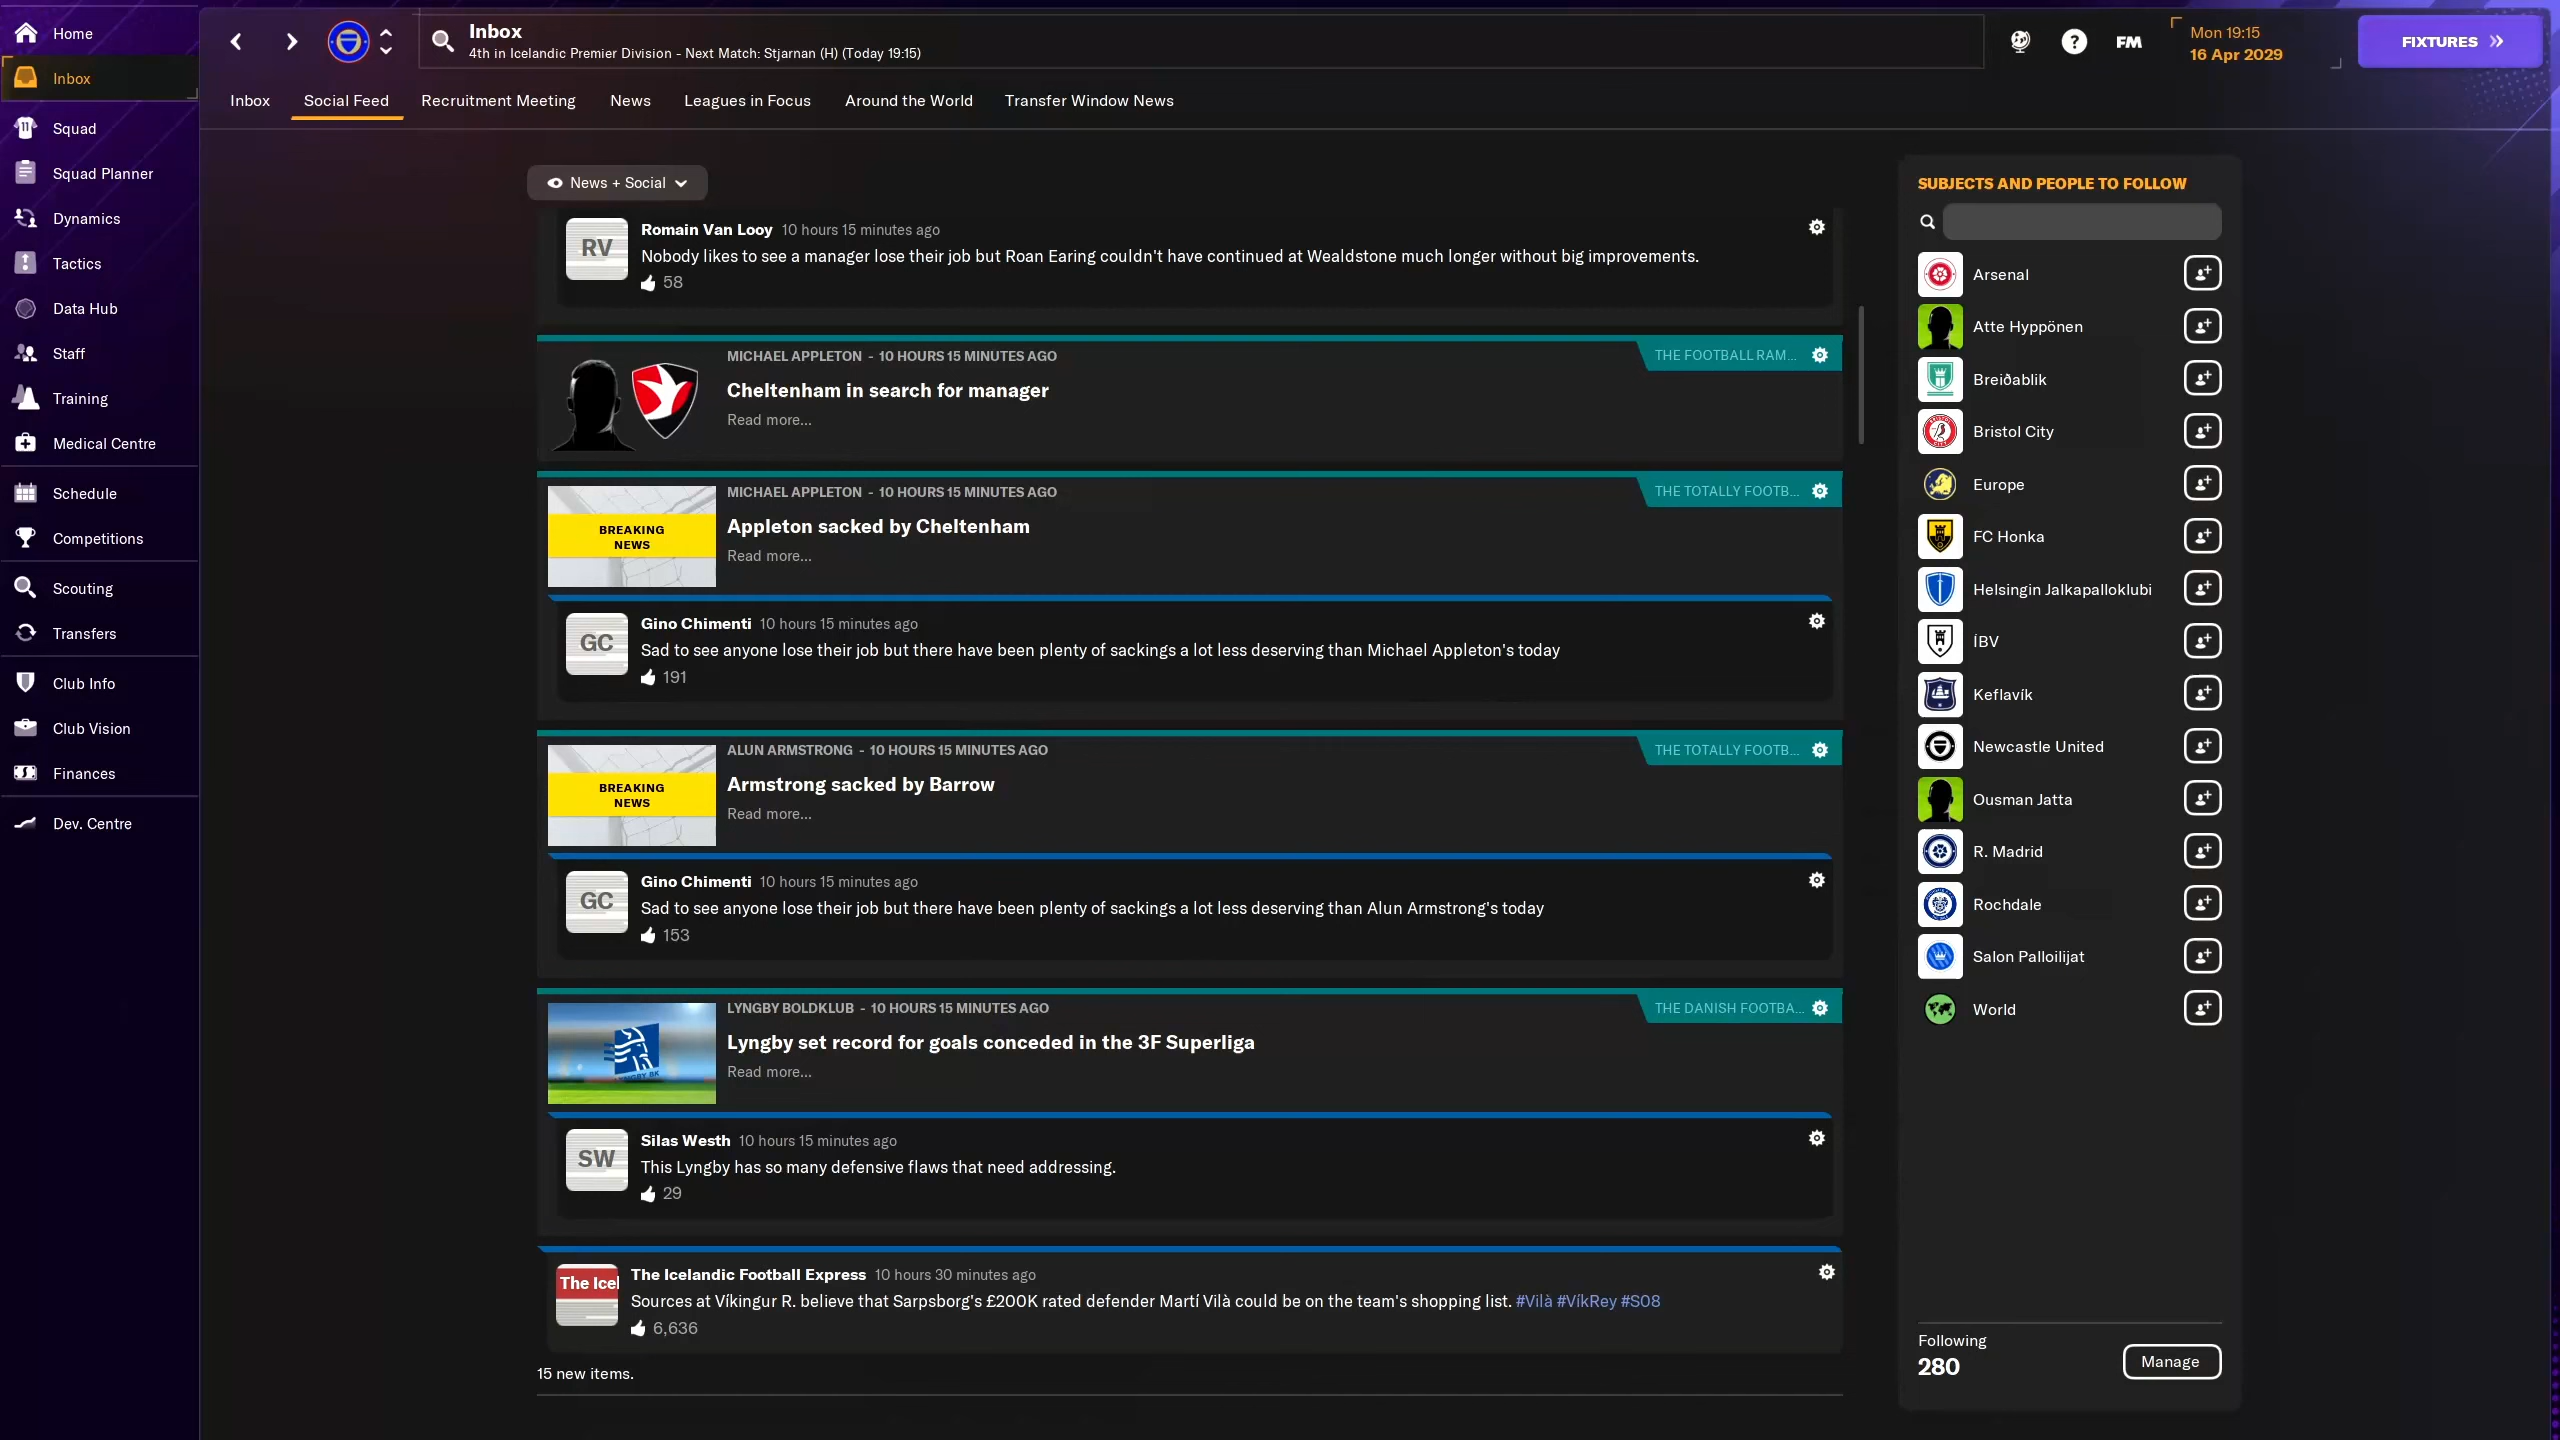 Home
Inbox
Squad
Squad Planner
Dynamics
Tactics
Data Hub
Staff
Training
Medical Centre
Schedule
Competitions
Scouting
Transfers
Club Info
Club Vision
Finances
Dev. Centre
Inbox
4th in Icelandic Premier Division - Next Match: Stjarnan (H) (Today 19:15)
FM
Mon 19:15
16 Apr 2029
FIXTURES
Inbox Social Feed Recruitment Meeting News Leagues in Focus Around the World Transfer Window News
News + Social
RV
Romain Van Looy 10 hours 15 minutes ago
Nobody likes to see a manager lose their job but Roan Earing couldn't have continued at Wealdstone much longer without big improvements.
58
MICHAEL APPLETON - 10 HOURS 15 MINUTES AGO
THE FOOTBALL RAM...
Cheltenham in search for manager
Read more...
BREAKING
NEWS
MICHAEL APPLETON - 10 HOURS 15 MINUTES AGO
THE TOTALLY FOOTB...
Appleton sacked by Cheltenham
Read more...
GC
Gino Chimenti 10 hours 15 minutes ago
Sad to see anyone lose their job but there have been plenty of sackings a lot less deserving than Michael Appleton's today
191
BREAKING
NEWS
ALUN ARMSTRONG - 10 HOURS 15 MINUTES AGO
THE TOTALLY FOOTB...
Armstrong sacked by Barrow
Read more...
GC
Gino Chimenti 10 hours 15 minutes ago
Sad to see anyone lose their job but there have been plenty of sackings a lot less deserving than Alun Armstrong's today
153
LYNGBY BOLDKLUB - 10 HOURS 15 MINUTES AGO
THE DANISH FOOTBA...
Lyngby set record for goals conceded in the 3F Superliga
Read more...
SW
Silas Westh 10 hours 15 minutes ago
This Lyngby has so many defensive flaws that need addressing.
29
The Icel
The Icelandic Football Express 10 hours 30 minutes ago
Sources at Víkingur R. believe that Sarpsborg's £200K rated defender Martí Vilà could be on the team's shopping list. #Vilà #VíkRey #S08
6,636
15 new items.
SUBJECTS AND PEOPLE TO FOLLOW
Arsenal
Atte Hyppönen
Breiðablik
Bristol City
Europe
FC Honka
Helsingin Jalkapalloklubi
ÍBV
Keflavík
Newcastle United
Ousman Jatta
R. Madrid
Rochdale
Salon Palloilijat
World
Following
280
Manage